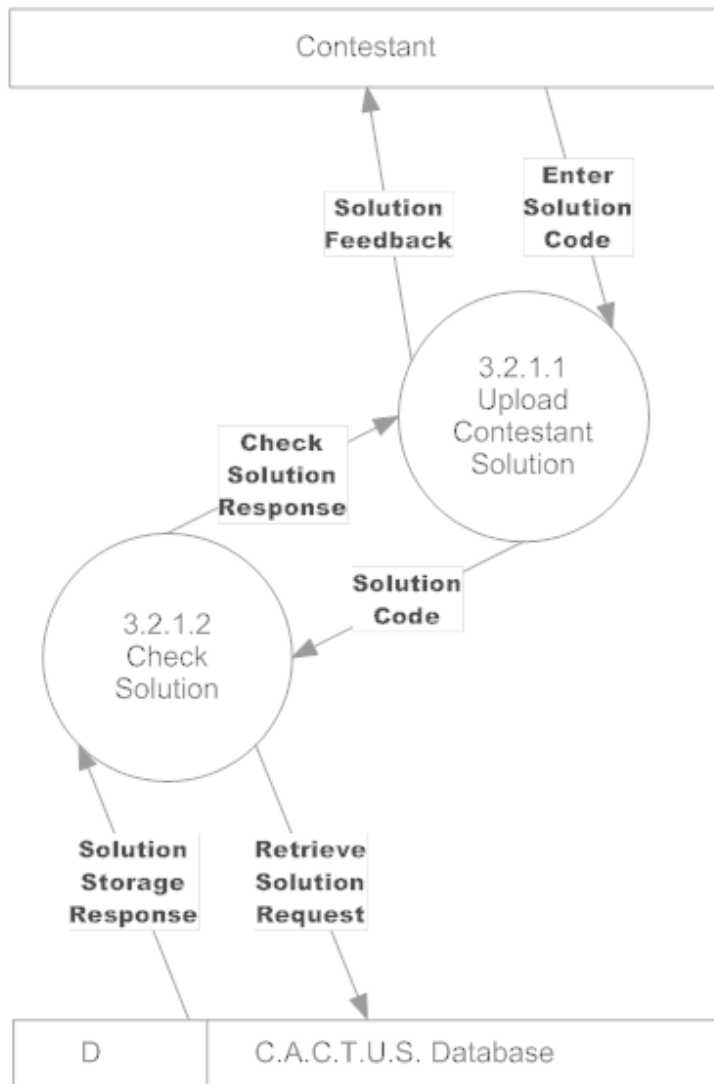 Contestant
Solution
Feedback
Enter
Solution
Code
3.2.1.1
Upload
Contestant
Solution
Check
Solution
Response
Solution
Code
3.2.1.2
Check
Solution
Solution
Storage
Response
Retrieve
Solution
Request
D
C.A.C.T.U.S. Database